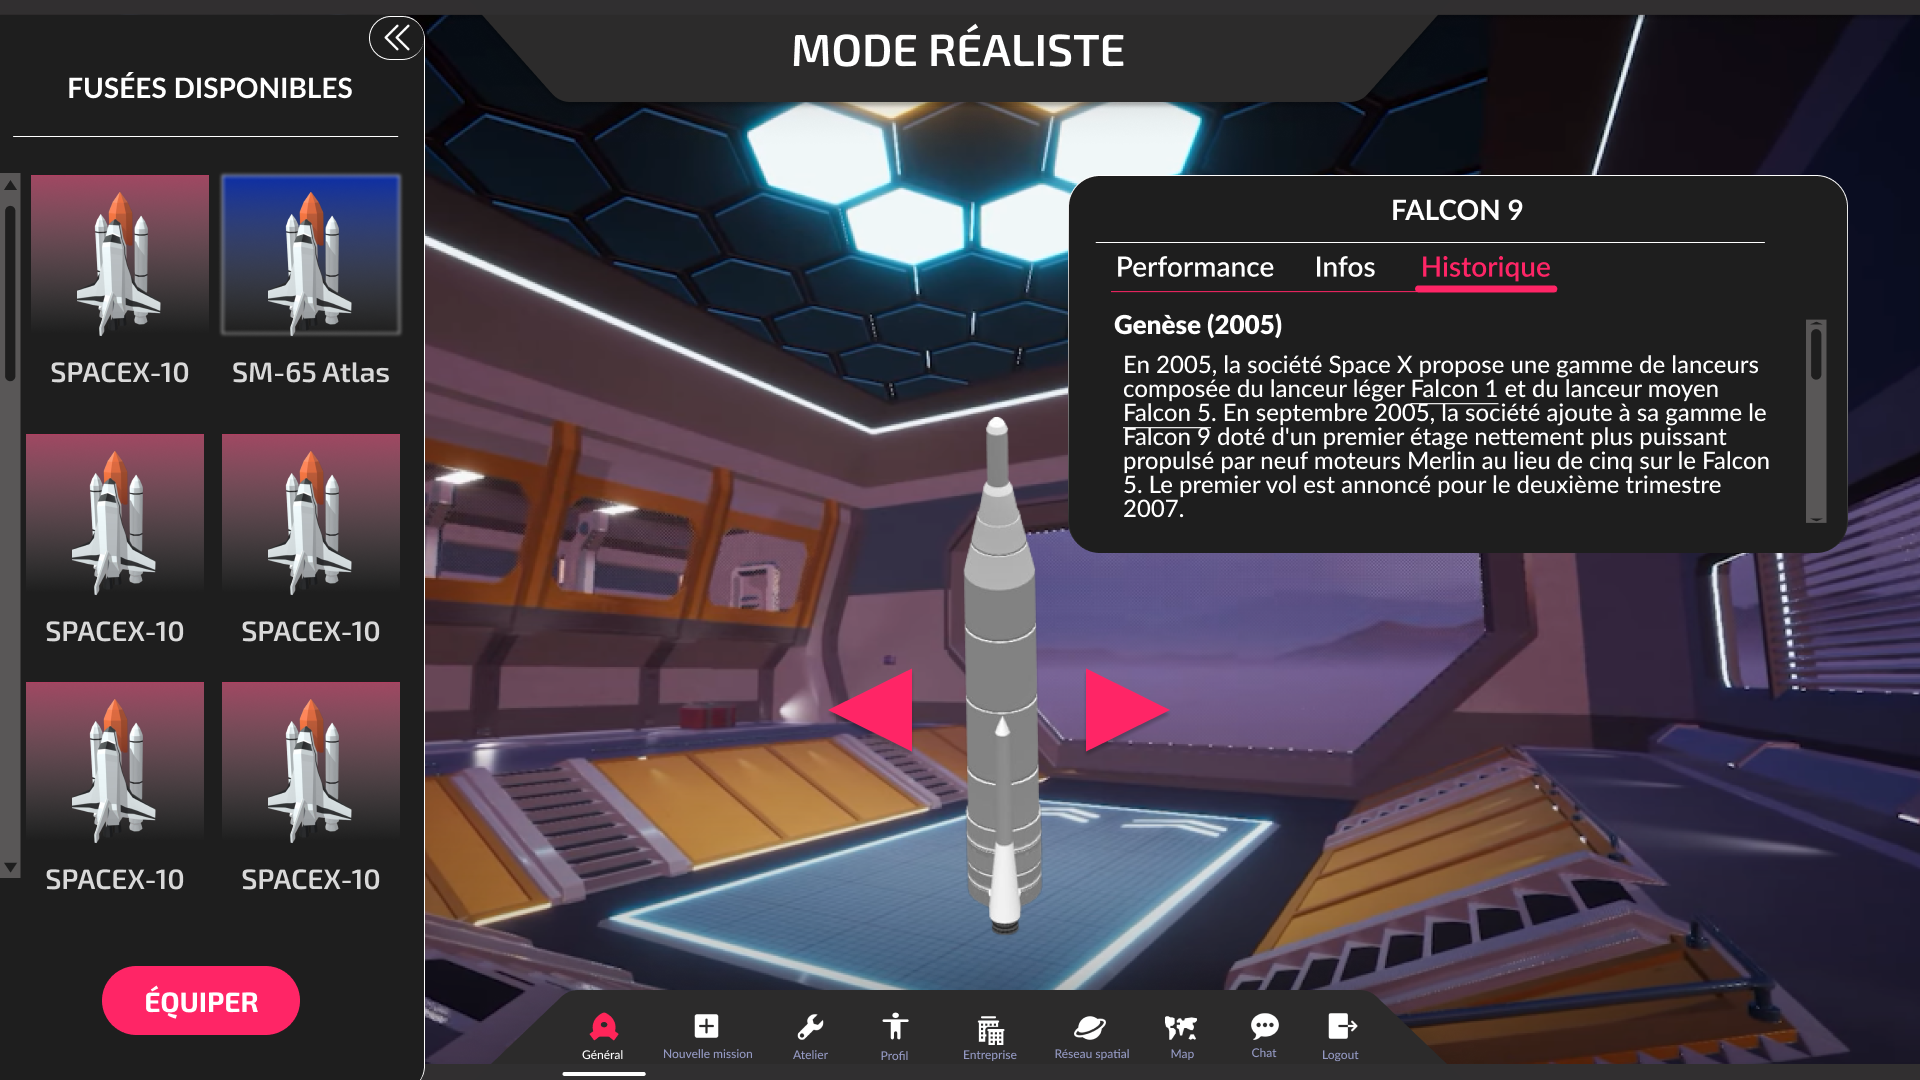 MODE RÉALISTE
FUSÉES DISPONIBLES
SPACEX-10
SM-65 Atlas
SPACEX-10
SPACEX-10
SPACEX-10
SPACEX-10
ÉQUIPER
FALCON 9
Performance
Infos
Historique
Genèse (2005)
En 2005, la société Space X propose une gamme de lanceurs
composée du lanceur léger Falcon 1 et du lanceur moyen
Falcon 5. En septembre 2005, la société ajoute à sa gamme le
Falcon 9 doté d'un premier étage nettement plus puissant
propulsé par neuf moteurs Merlin au lieu de cinq sur le Falcon
5. Le premier vol est annoncé pour le deuxième trimestre
2007.
Général
Nouvelle mission
Atelier
Profil
Entreprise
Réseau spatial
Map
Chat
Logout